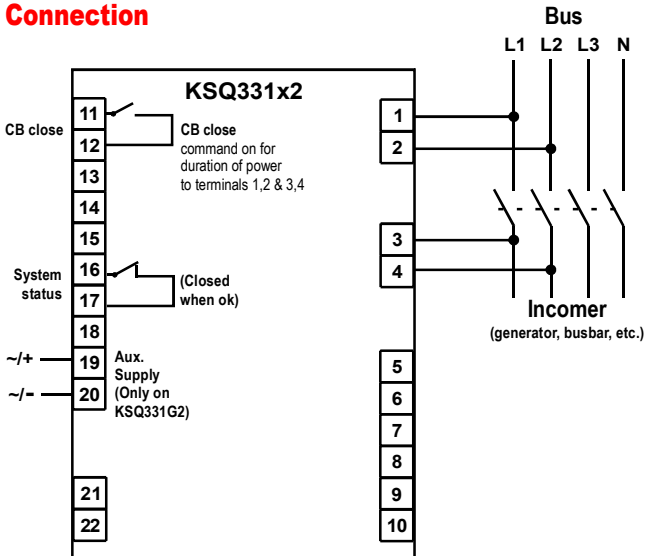 Connection
Bus
L1 L2 L3 N
KSQ331x2
11
CB close
12
13
14
15
16
System
status
17
18
~/+
19
~/-
20
21
22
CB close
command on for
duration of power
to terminals 1,2 & 3,4
(Closed
when ok)
Aux.
Supply
(Only on
KSQ331G2)
1
2
3
4
5
6
7
8
9
10
Incomer
(generator, busbar, etc.)